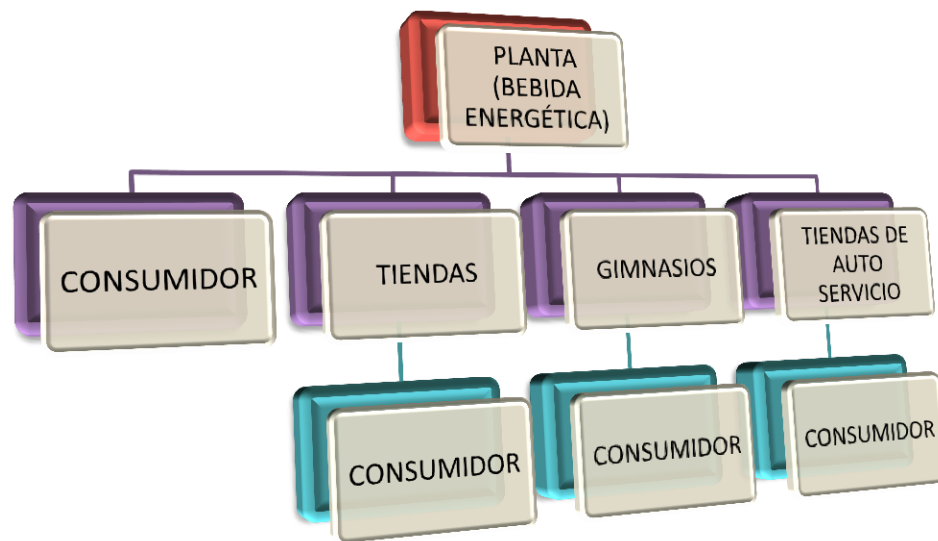 PLANTA
(BEBIDA
ENERGÉTICA)
CONSUMIDOR
TIENDAS
GIMNASIOS
TIENDAS DE
AUTO
SERVICIO
CONSUMIDOR
CONSUMIDOR
CONSUMIDOR